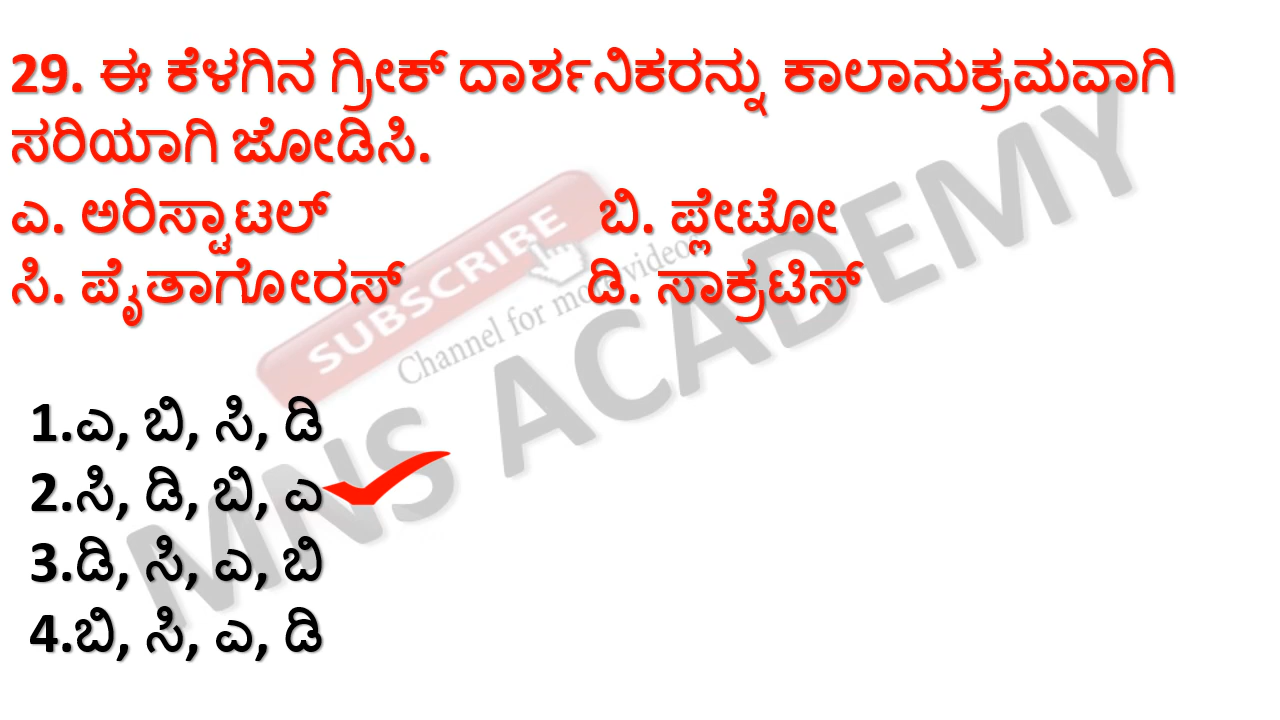 29. ಈ ಕೆಳಗಿನ ಗ್ರೀಕ್ ದಾರ್ಶನಿಕರನ್ನು ಕಾಲಾನುಕ್ರಮವಾಗಿ
ಸರಿಯಾಗಿ ಜೋಡಿಸಿ.
ಎ. ಅರಿಸ್ಟಾಟಲ್ ಬಿ. ಪ್ಲೇಟೋ
ಸಿ. ಪೈತಾಗೋರಸ್ ಡಿ. ಸಾಕ್ರಟಿಸ್
1.ಎ, ಬಿ, ಸಿ, ಡಿ
2.ಸಿ, ಡಿ, ಬಿ, ಎ
3.ಡಿ, ಸಿ, ಎ, ಬಿ
4.ಬಿ, ಸಿ, ಎ, ಡಿ
SUBSCRIBE
Channel for more videos
MNS ACADEMY